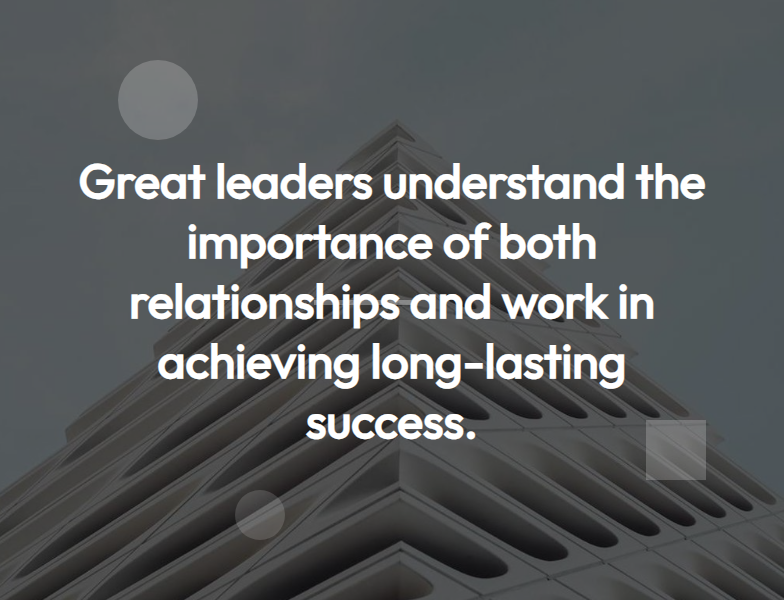 Great leaders understand the
importance of both
relationships and work in
achieving long-lasting
success.